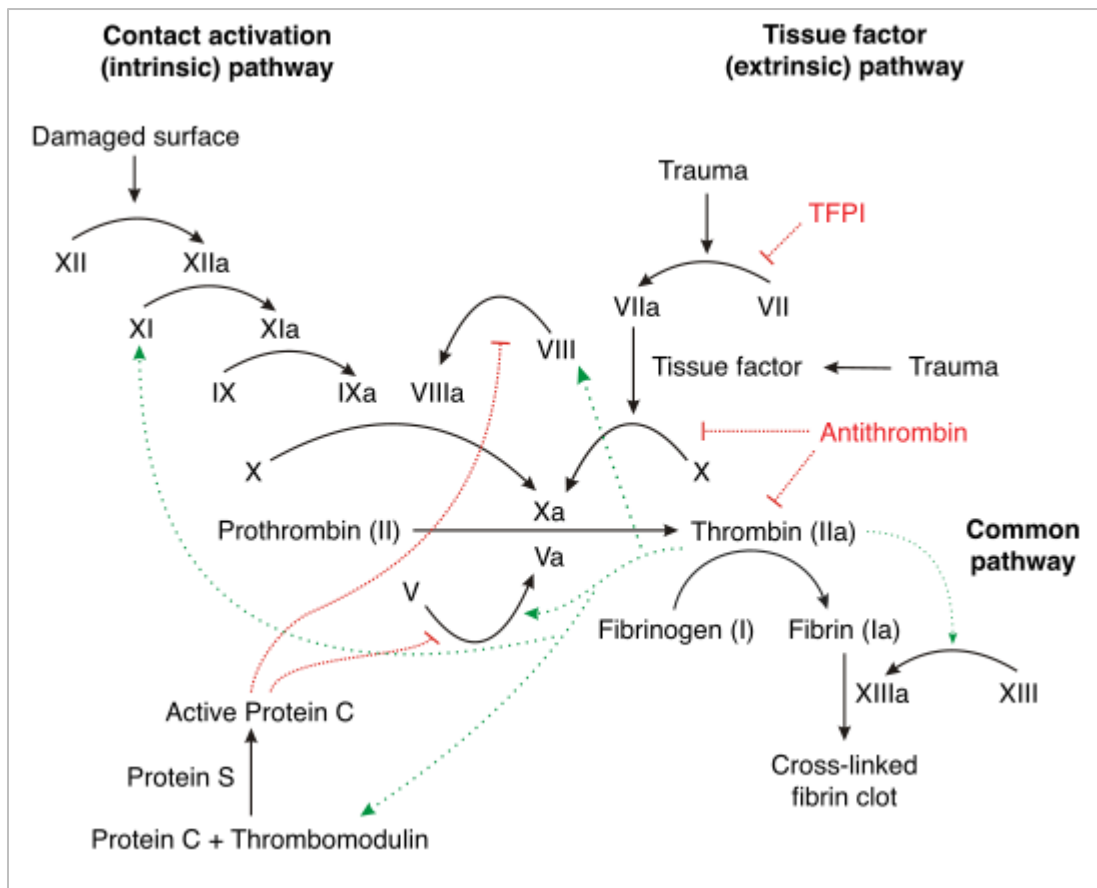 Contact activation
(intrinsic) pathway
Tissue factor
(extrinsic) pathway
Damaged surface
Trauma
TFPI
XII
XIIa
VIIa
VII
XI
XIa
VIII
Tissue factor
Trauma
IX
IXa
VIIIa
Antithrombin
X
X
Xa
Prothrombin (II)
Thrombin (IIa)
Common
pathway
Va
V
Fibrinogen (I)
Fibrin (Ia)
XIIIa
XIII
Active Protein C
Protein S
Cross-linked
fibrin clot
Protein C + Thrombomodulin